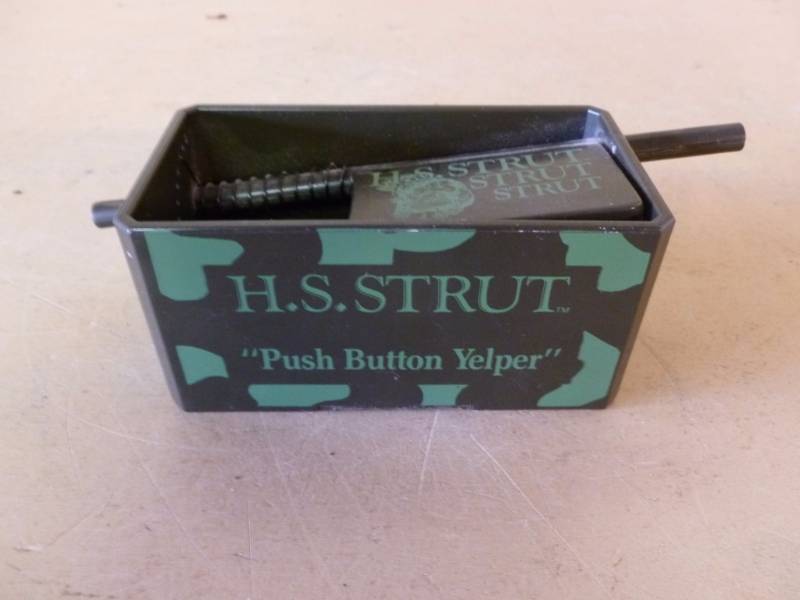 H.S. STRUT
STRUT
STRUT
H.S. STRUT™
"Push Button Yelper"